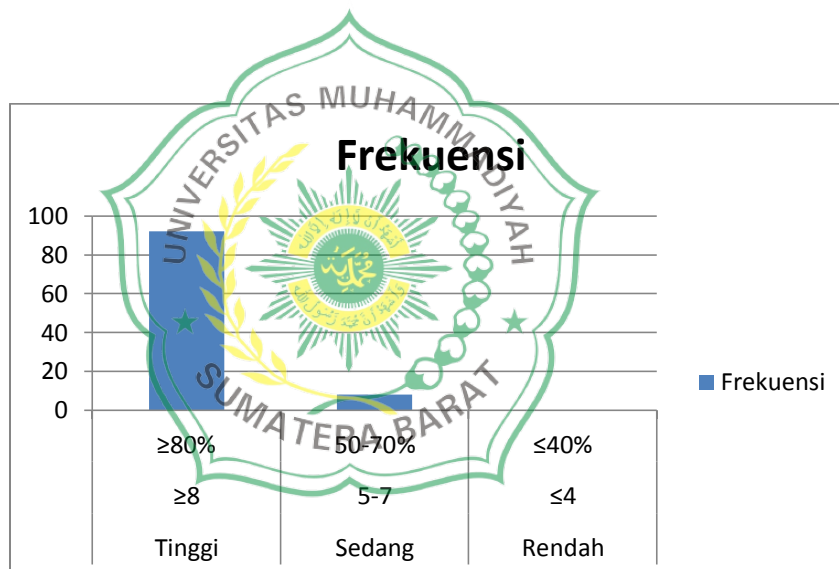 UNIVERSITAS MUHAMMADIYAH
Frekuensi
100
80
60
40
20
0
محمدية
SUMATERA BARAT
Frekuensi
≥80% 50-70% ≤40%
≥8 5-7 ≤4
Tinggi Sedang Rendah